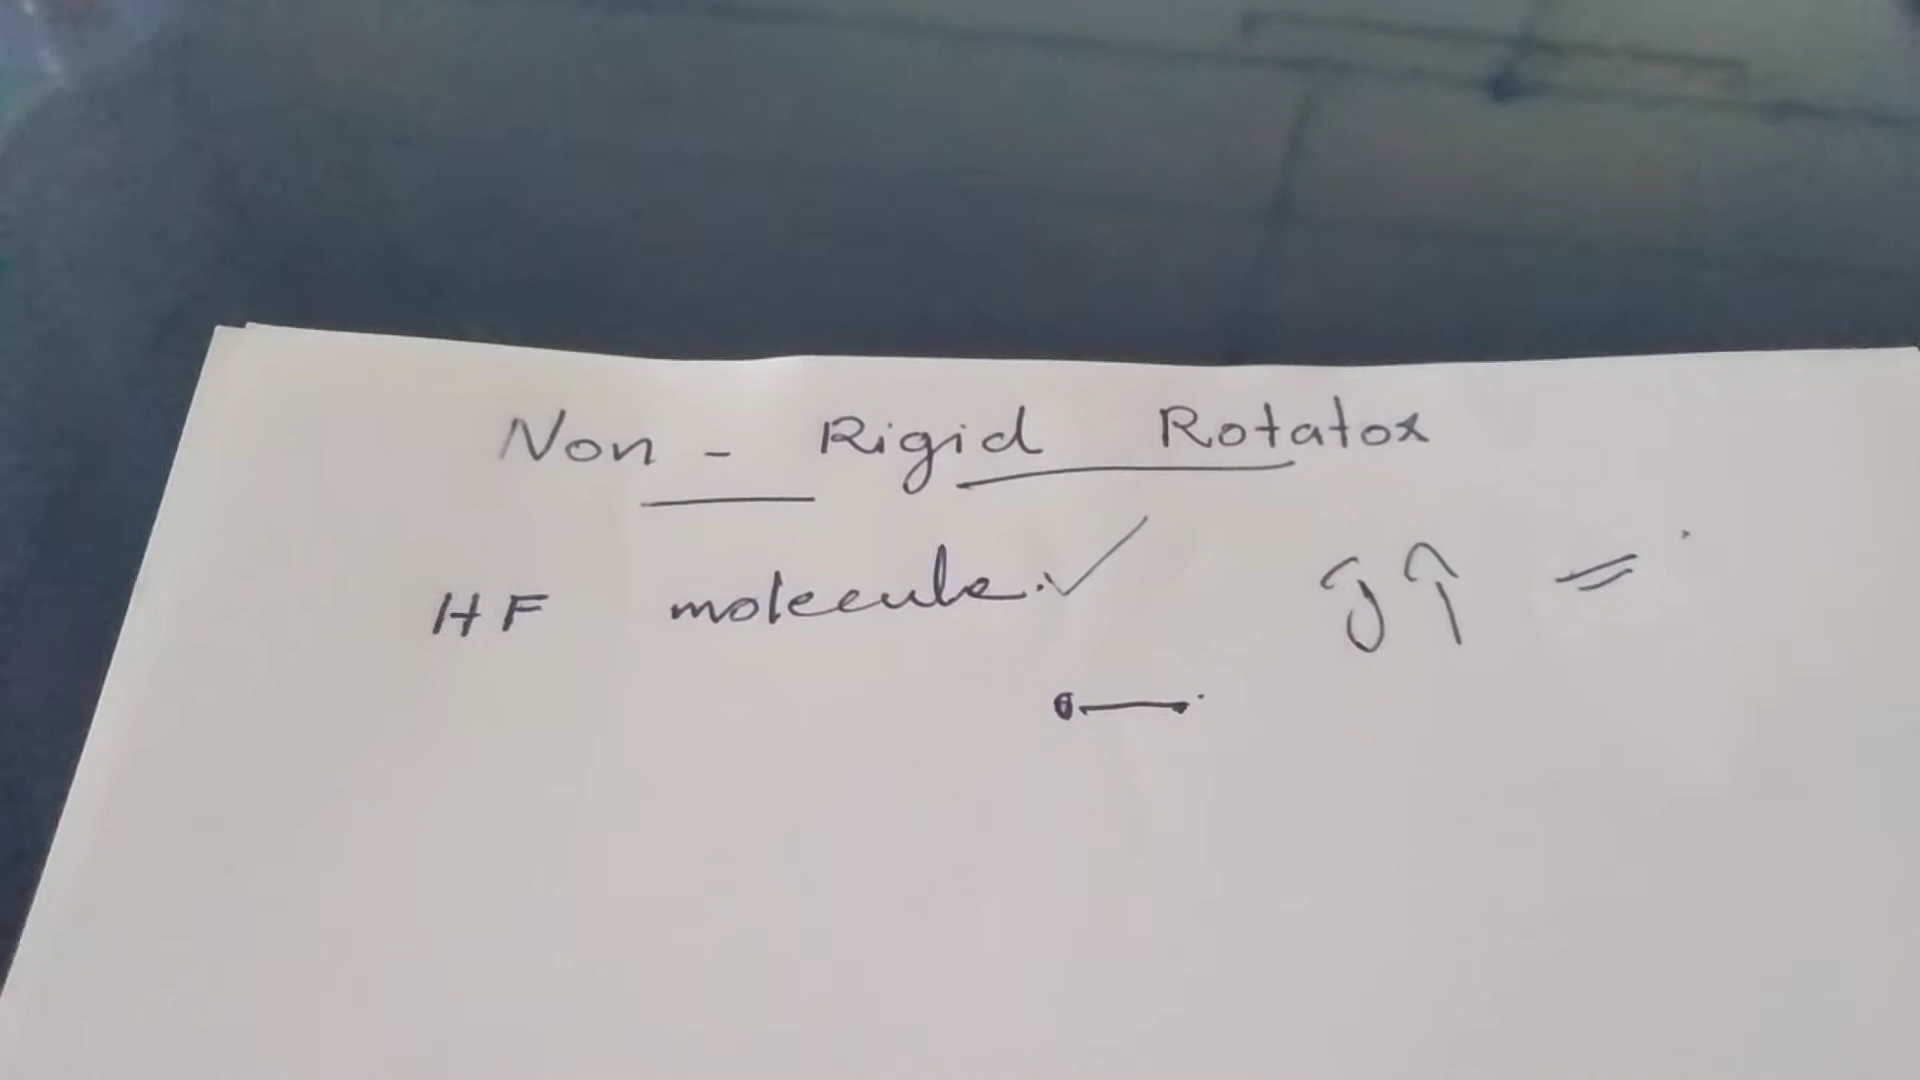 Non - Rigid Rotator
HF molecule. ✓ J↑ =